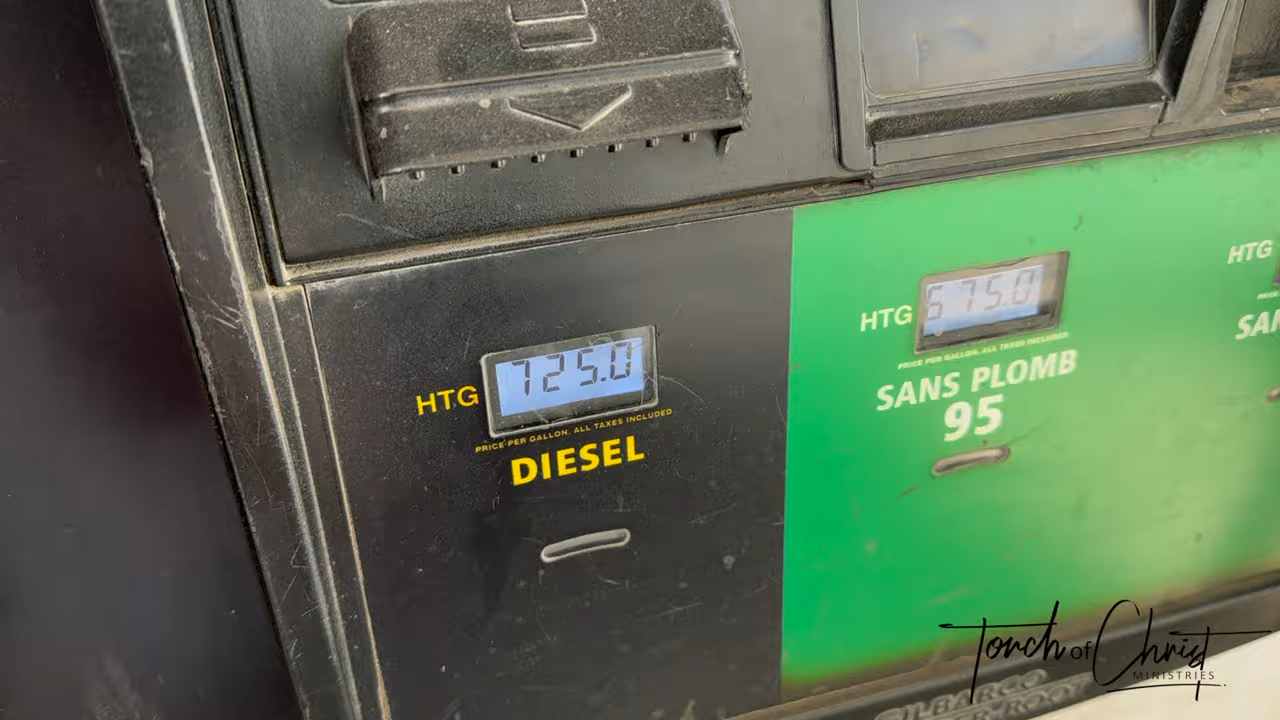 HTG
725.0
PRICE PER GALLON, ALL TAXES INCLUDED
DIESEL
HTG
675.0
PRICE PER GALLON, ALL TAXES INCLUDED
SANS PLOMB
95
HTG
Torch of Christ
MINISTRIES
GILBARCO